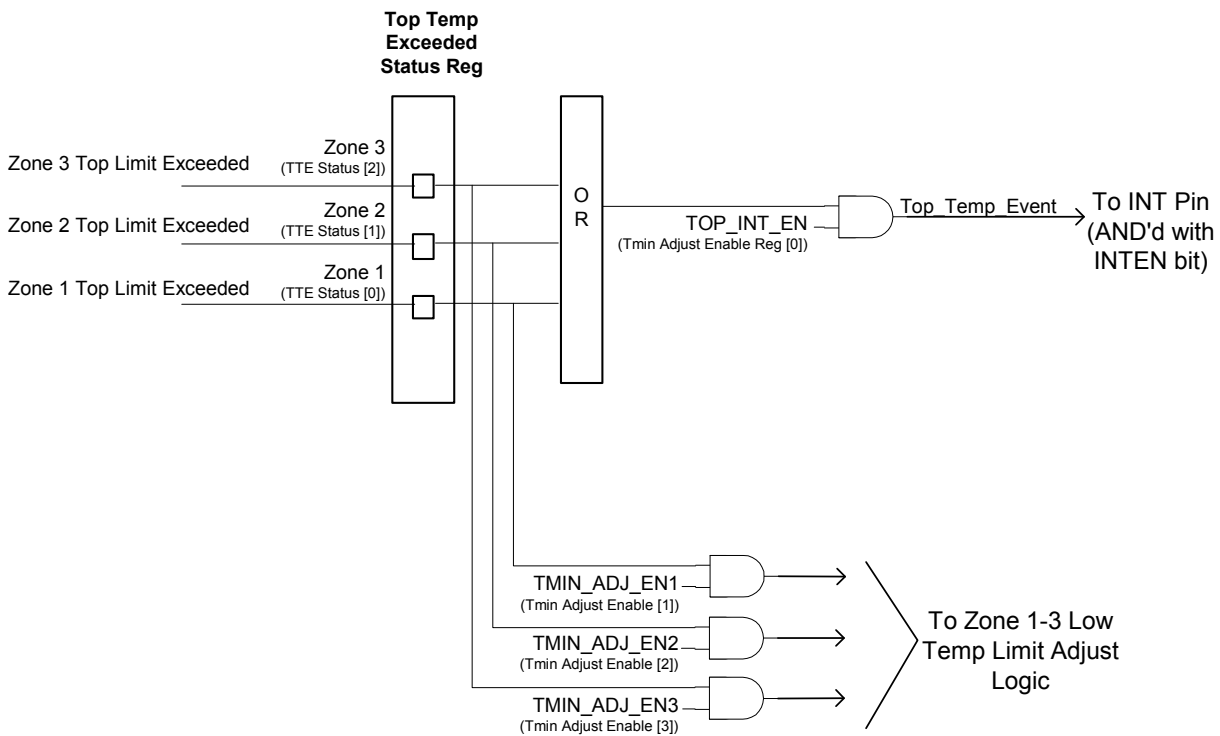 Top Temp
Exceeded
Status Reg
Zone 3 Top Limit Exceeded
Zone 3
(TTE Status [2])
Zone 2 Top Limit Exceeded
Zone 2
(TTE Status [1])
Zone 1 Top Limit Exceeded
Zone 1
(TTE Status [0])
O
R
TOP_INT_EN
(Tmin Adjust Enable Reg [0])
Top_Temp_Event
To INT Pin
(AND'd with
INTEN bit)
TMIN_ADJ_EN1
(Tmin Adjust Enable [1])
TMIN_ADJ_EN2
(Tmin Adjust Enable [2])
TMIN_ADJ_EN3
(Tmin Adjust Enable [3])
To Zone 1-3 Low
Temp Limit Adjust
Logic